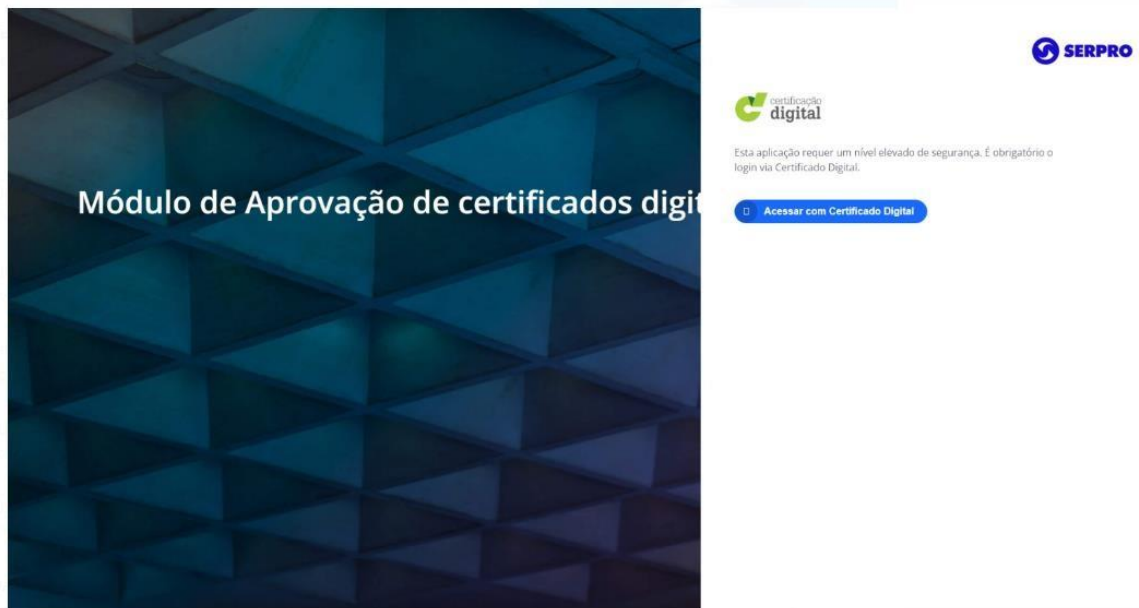 SERPRO
certificação
digital
Esta aplicação requer um nível elevado de segurança. É obrigatório o
login via Certificado Digital.
Módulo de Aprovação de certificados digit
Acessar com Certificado Digital